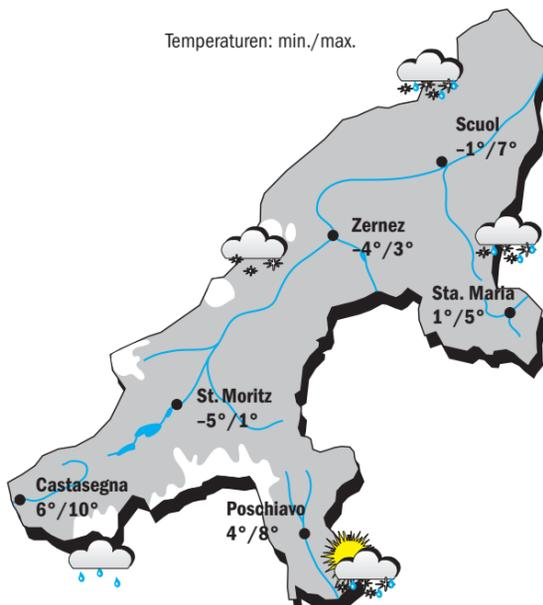 Temperaturen: min./max.
Scuol
–1°/7°
Zernez
–4°/3°
Sta. Maria
1°/5°
St. Moritz
–5°/1°
Castasegna
6°/10°
Poschiavo
4°/8°